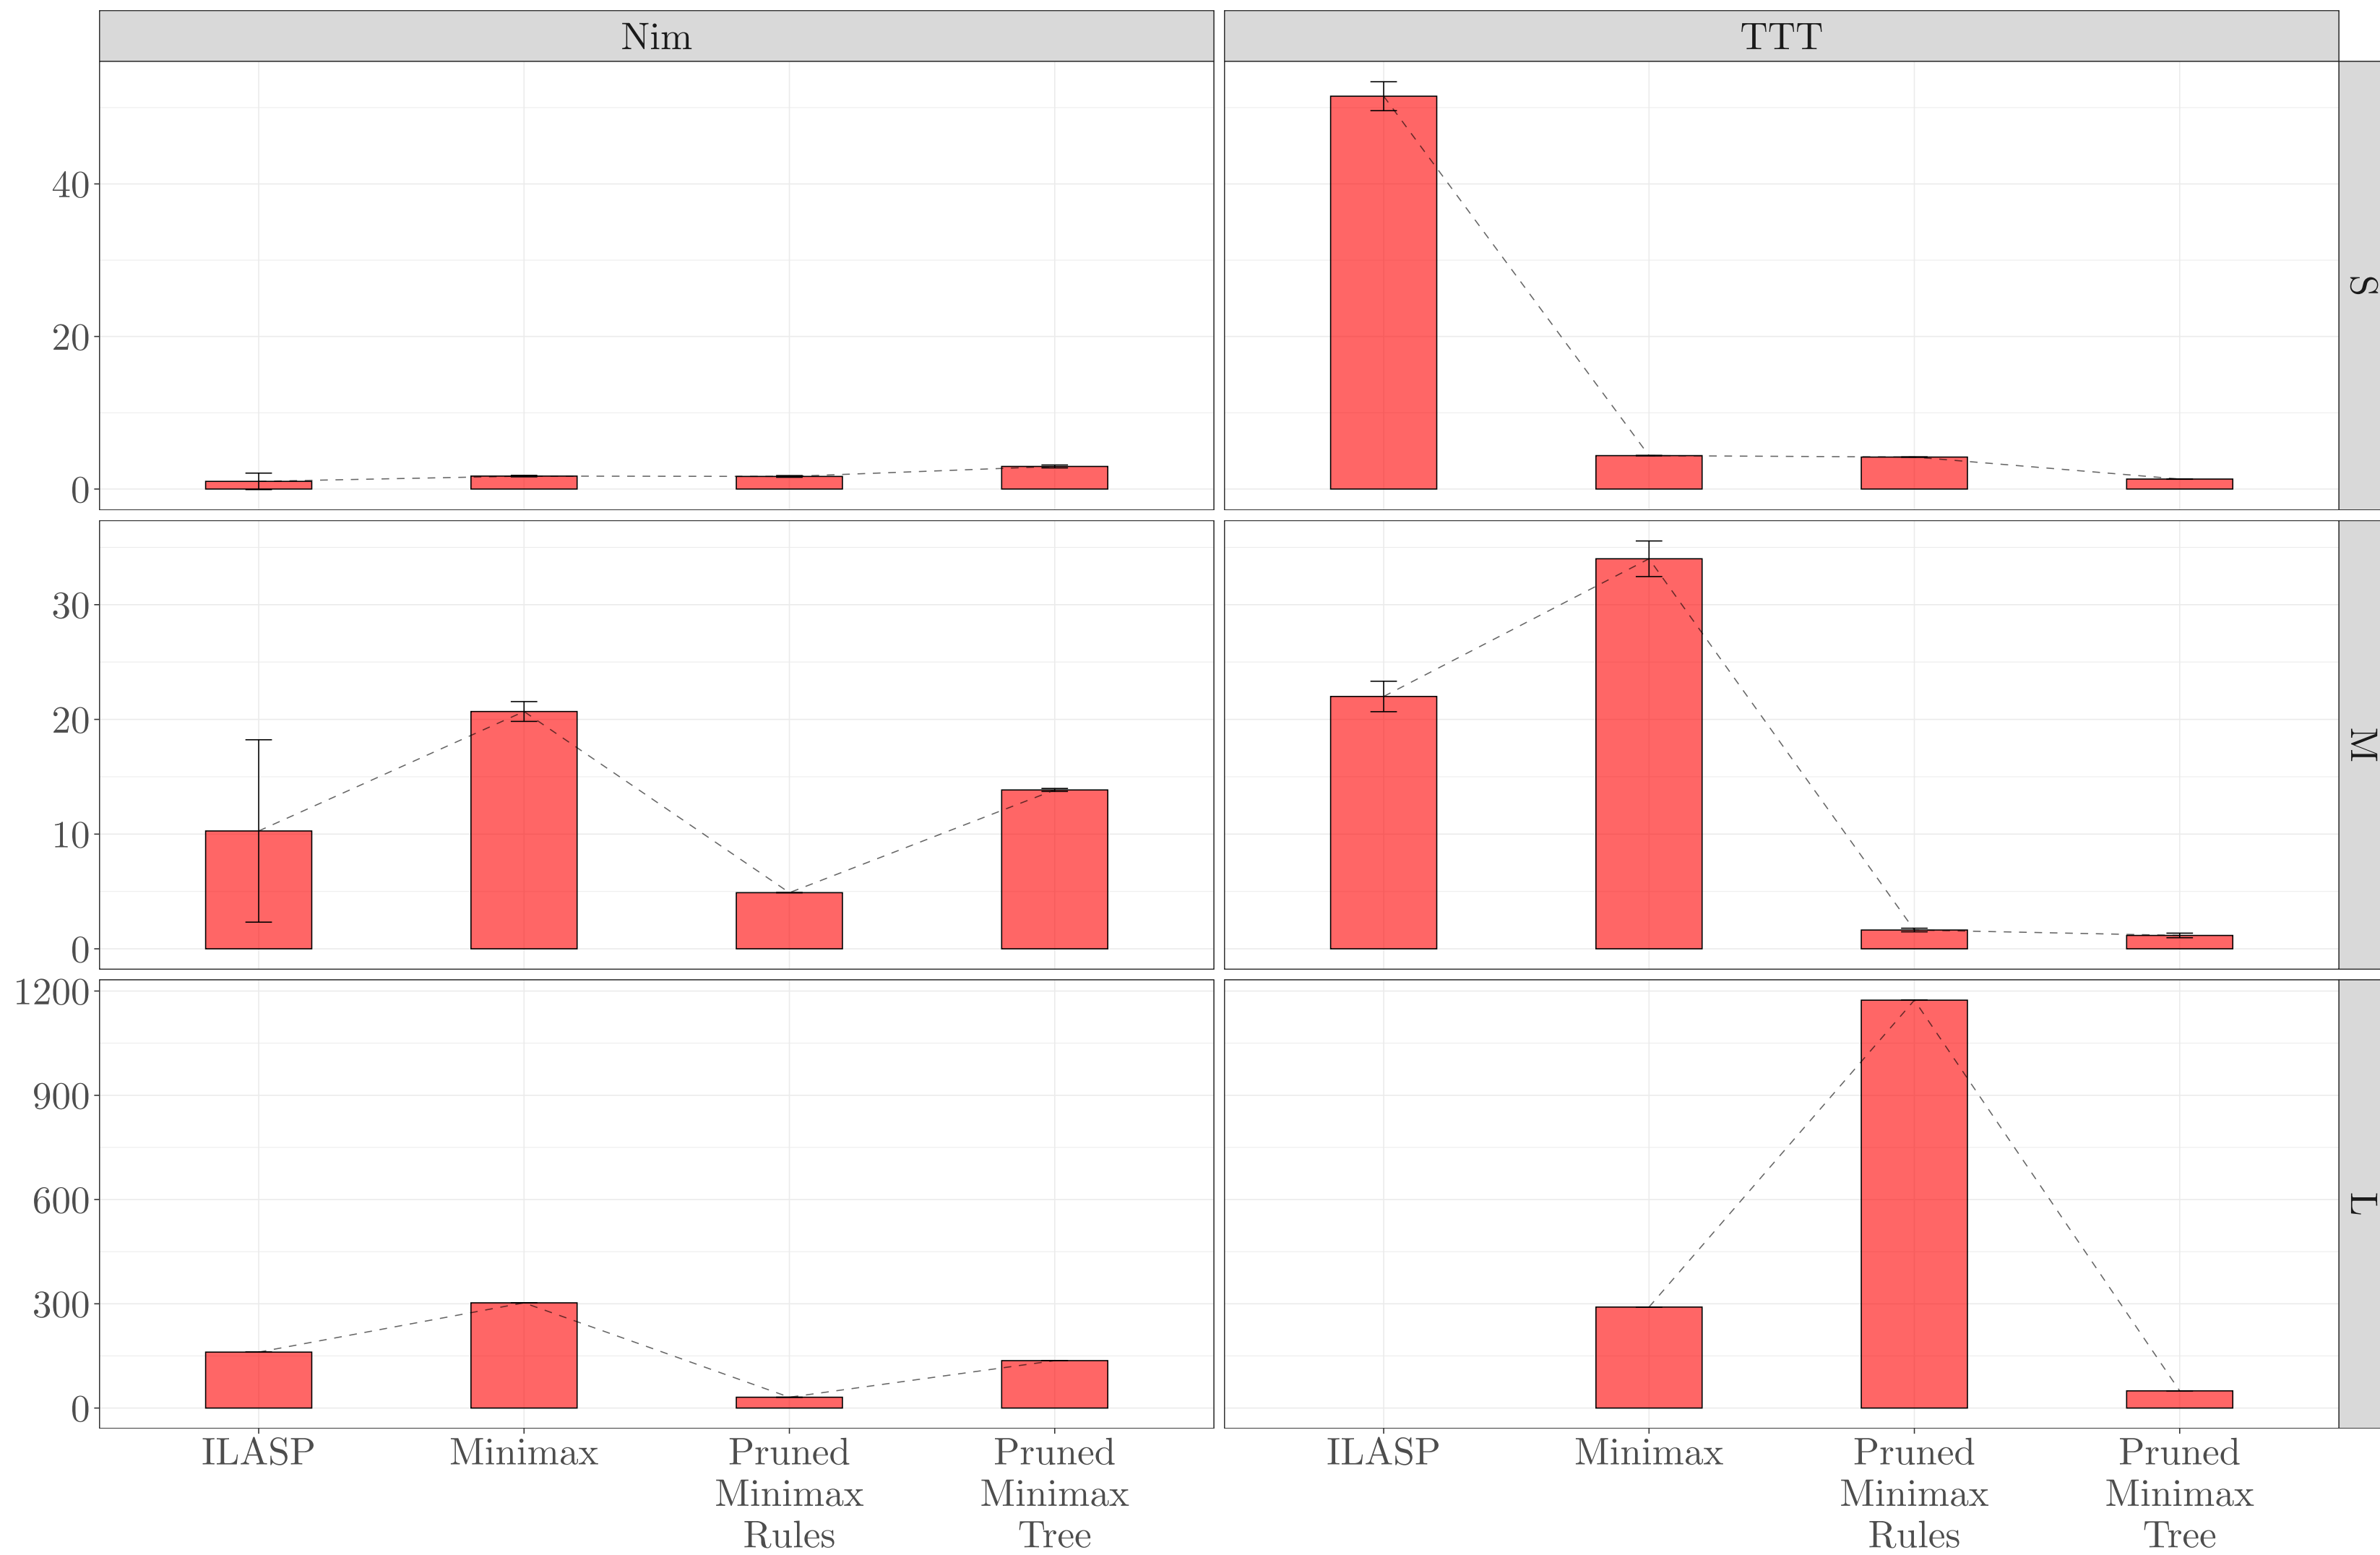 Nim
TTT
40
20
0
S
30
20
10
0
M
1200
900
600
300
0
L
ILASP
Minimax
Pruned
Minimax
Rules
Pruned
Minimax
Tree
ILASP
Minimax
Pruned
Minimax
Rules
Pruned
Minimax
Tree